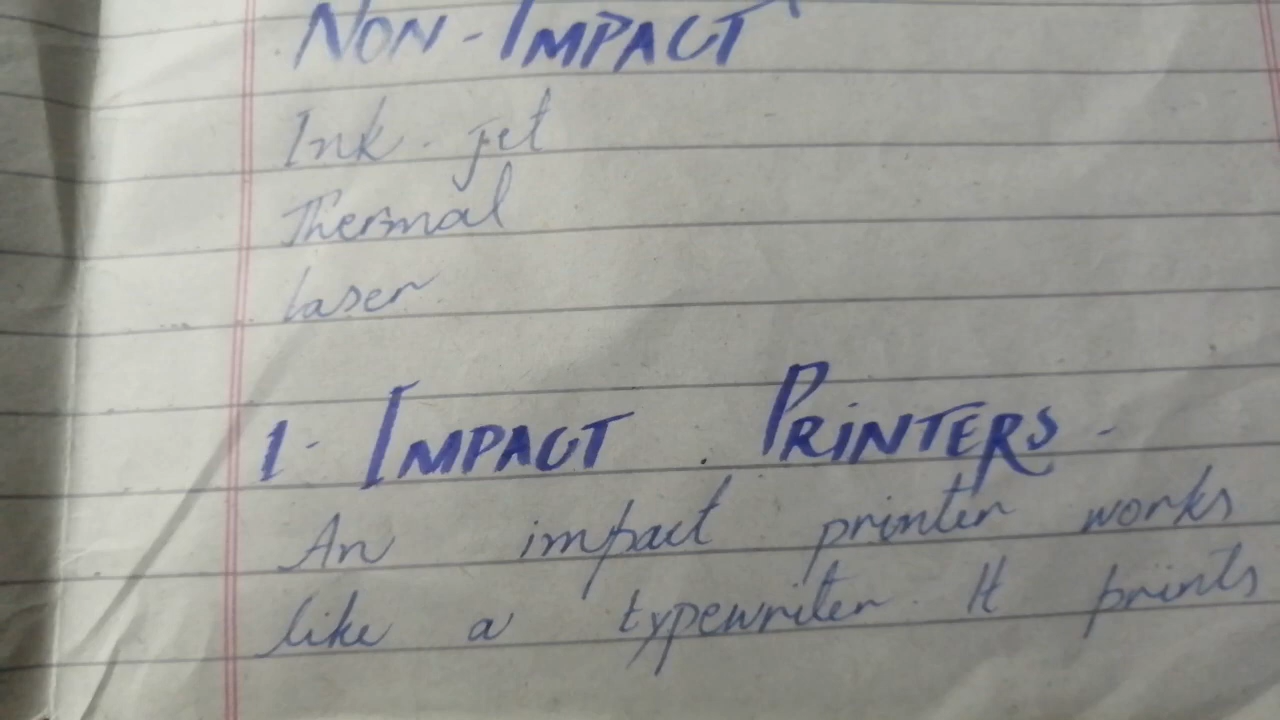 NON-IMPACT
Ink-jet
Thermal
Laser
1- IMPACT PRINTERS-
An impact printer works
like a typewriter. It prints